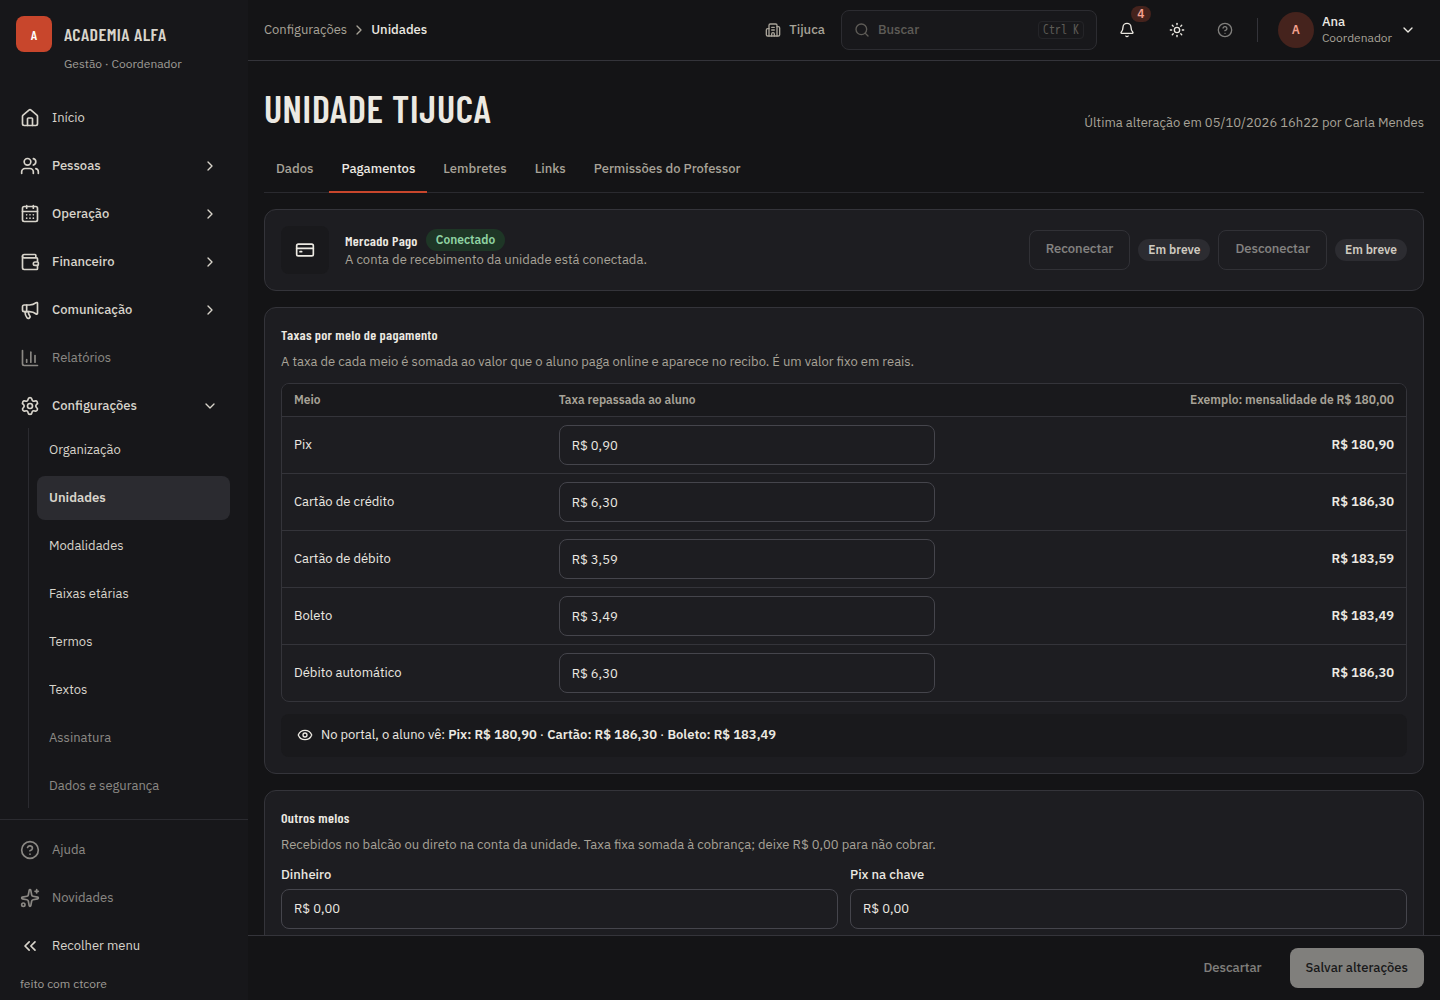 A
ACADEMIA ALFA
Gestão · Coordenador
Início
Pessoas
Operação
Financeiro
Comunicação
Relatórios
Configurações
Organização
Unidades
Modalidades
Faixas etárias
Termos
Textos
Assinatura
Dados e segurança
Ajuda
Novidades
Recolher menu
feito com ctcore
Configurações > Unidades
Tijuca
Buscar
Ctrl K
4
A
Ana
Coordenador
UNIDADE TIJUCA
Última alteração em 05/10/2026 16h22 por Carla Mendes
Dados Pagamentos Lembretes Links Permissões do Professor
Mercado Pago Conectado
A conta de recebimento da unidade está conectada.
Reconectar Em breve Desconectar Em breve
Taxas por meio de pagamento
A taxa de cada meio é somada ao valor que o aluno paga online e aparece no recibo. É um valor fixo em reais.
Meio Taxa repassada ao aluno Exemplo: mensalidade de R$ 180,00
Pix R$ 0,90 R$ 180,90
Cartão de crédito R$ 6,30 R$ 186,30
Cartão de débito R$ 3,59 R$ 183,59
Boleto R$ 3,49 R$ 183,49
Débito automático R$ 6,30 R$ 186,30
No portal, o aluno vê: Pix: R$ 180,90 · Cartão: R$ 186,30 · Boleto: R$ 183,49
Outros meios
Recebidos no balcão ou direto na conta da unidade. Taxa fixa somada à cobrança; deixe R$ 0,00 para não cobrar.
Dinheiro Pix na chave
R$ 0,00 R$ 0,00
Descartar Salvar alterações